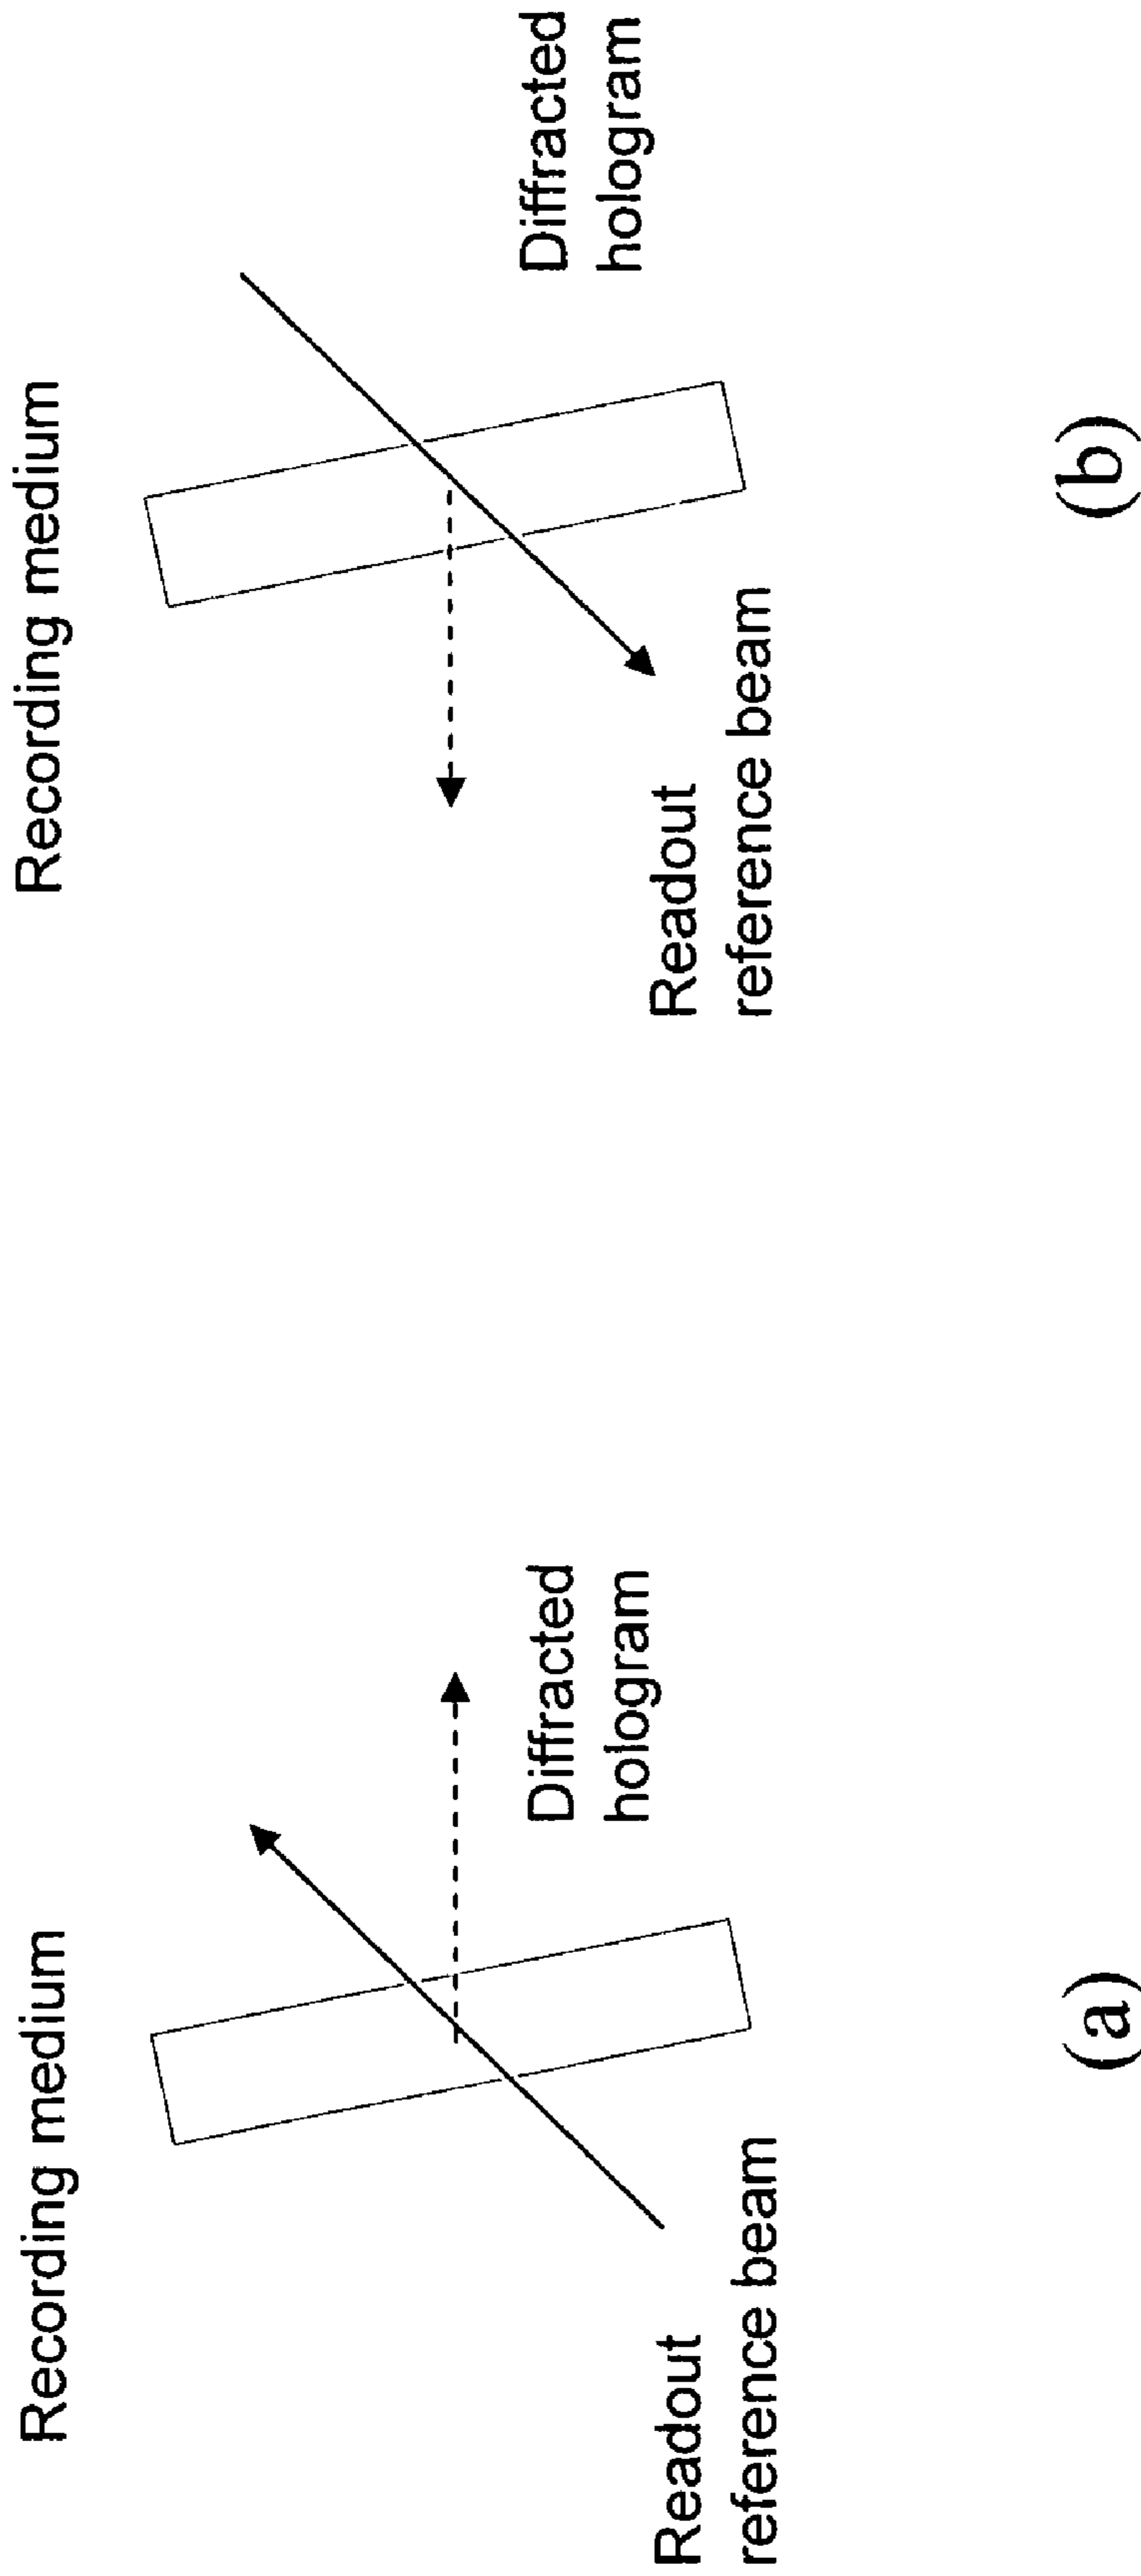 Recording medium
Diffracted
hologram
Readout
reference beam
(a)
Recording medium
Diffracted
hologram
Readout
reference beam
(b)